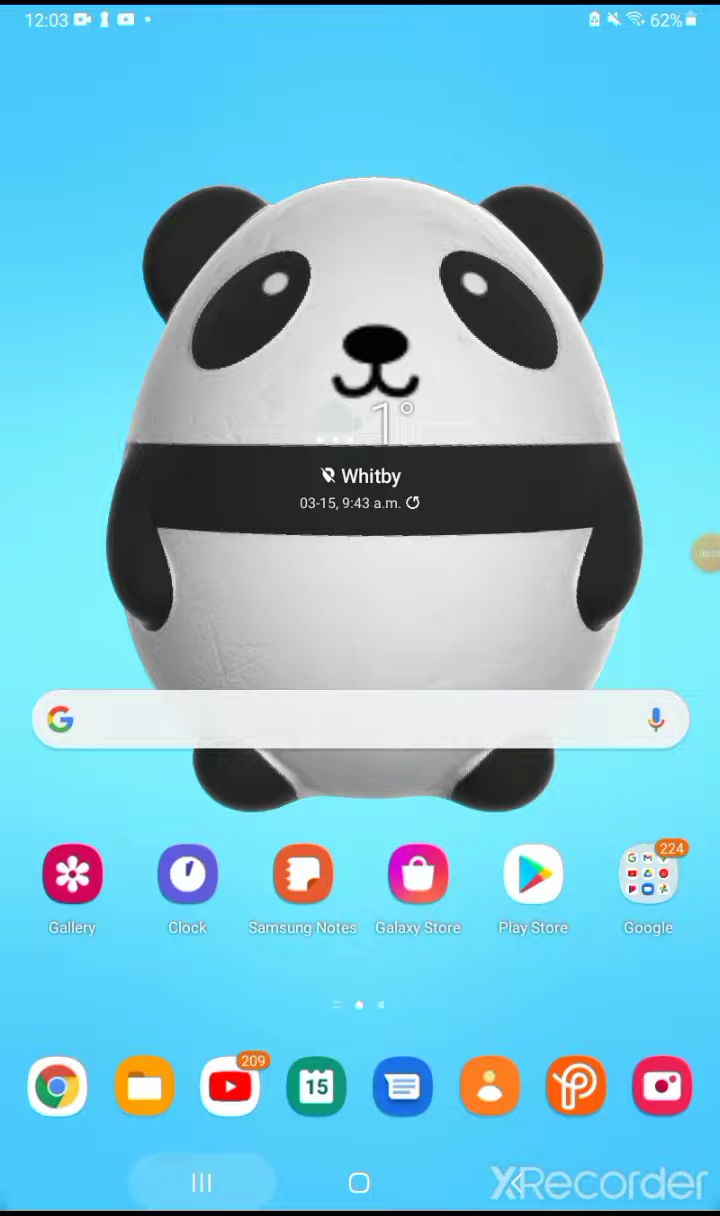 12:03
62%
1°
Whitby
03-15, 9:43 a.m.
224
Gallery
Clock
Samsung Notes
Galaxy Store
Play Store
Google
209
15
XRecorder